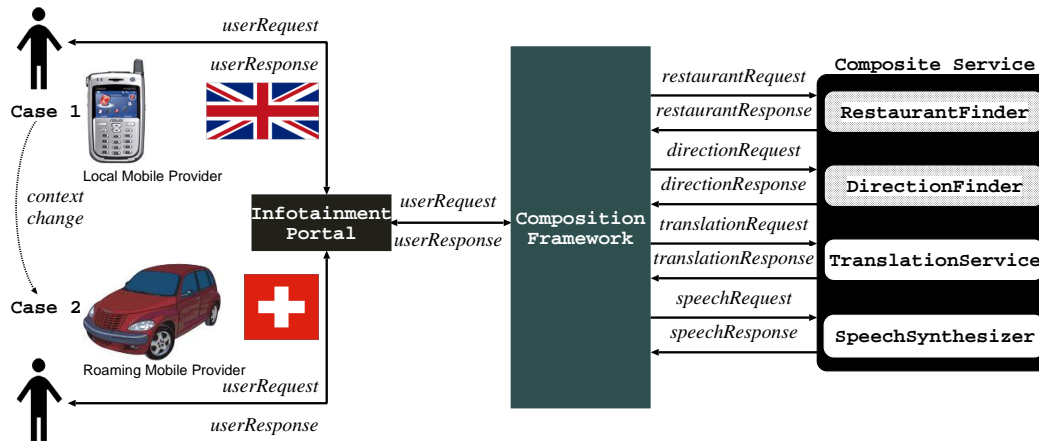 userRequest
userResponse
Case 1
Local Mobile Provider
context
change
Infotainment
Portal
userRequest
userResponse
Case 2
Roaming Mobile Provider
userRequest
userResponse
Composition
Framework
restaurantRequest
restaurantResponse
directionRequest
directionResponse
translationRequest
translationResponse
speechRequest
speechResponse
Composite Service
RestaurantFinder
DirectionFinder
TranslationService
SpeechSynthesizer